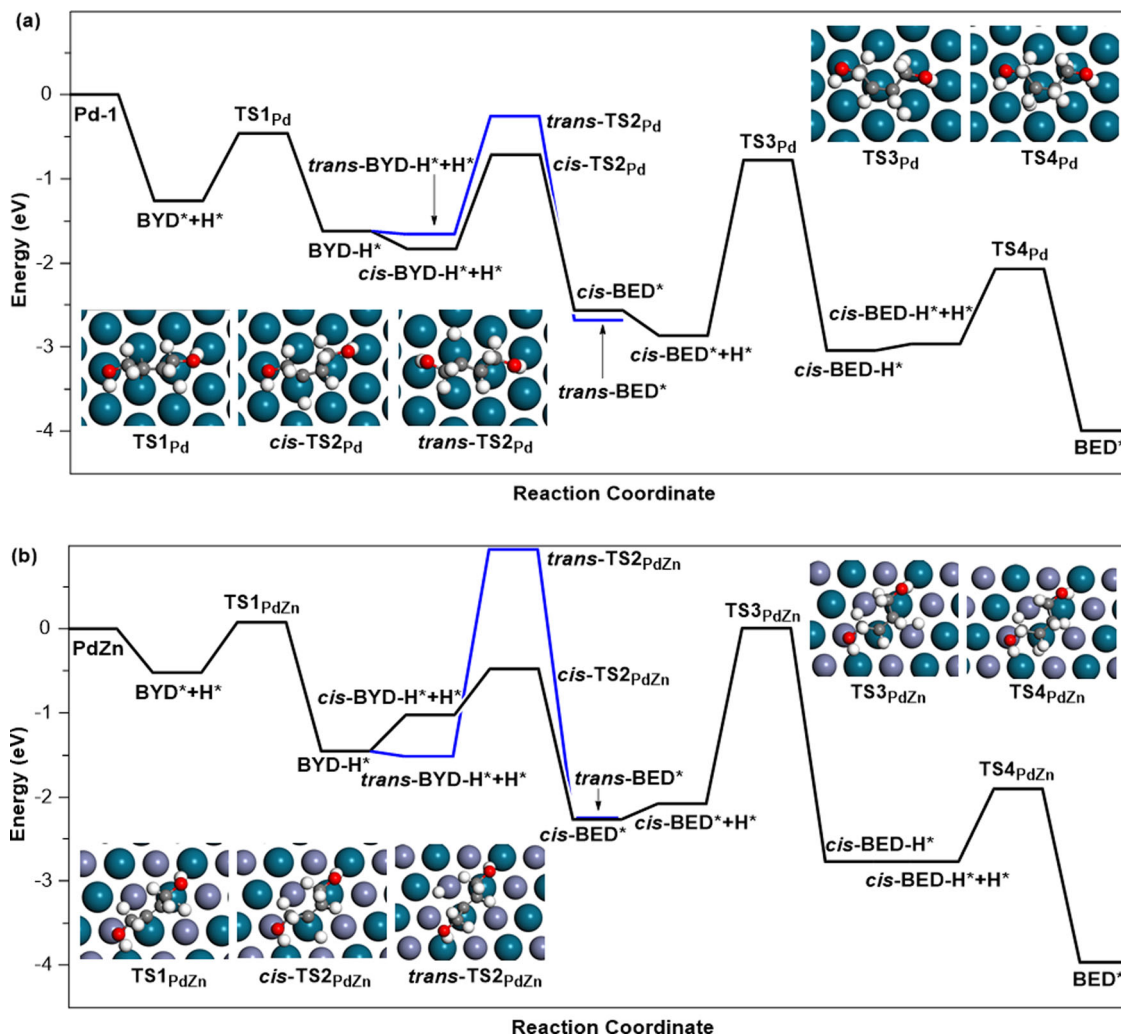 (a)
0
-1
-2
-3
-4
Energy (eV)
Pd-1
BYD*+H*
TS1Pd
trans-BYD-H*+H*
BYD-H*
cis-BYD-H*+H*
trans-TS2Pd
cis-TS2Pd
cis-BED*
trans-BED*
cis-BED*+H*
TS3Pd
cis-BED-H*+H*
cis-BED-H*
TS4Pd
BED*
TS3Pd
TS4Pd
TS1Pd
cis-TS2Pd
trans-TS2Pd
Reaction Coordinate
(b)
0
-1
-2
-3
-4
Energy (eV)
PdZn
BYD*+H*
TS1PdZn
cis-BYD-H*+H*
BYD-H*
trans-BYD-H*+H*
trans-TS2PdZn
cis-TS2PdZn
trans-BED*
cis-BED*
cis-BED*+H*
TS3PdZn
cis-BED-H*
cis-BED-H*+H*
TS4PdZn
BED*
TS3PdZn
TS4PdZn
TS1PdZn
cis-TS2PdZn
trans-TS2PdZn
Reaction Coordinate